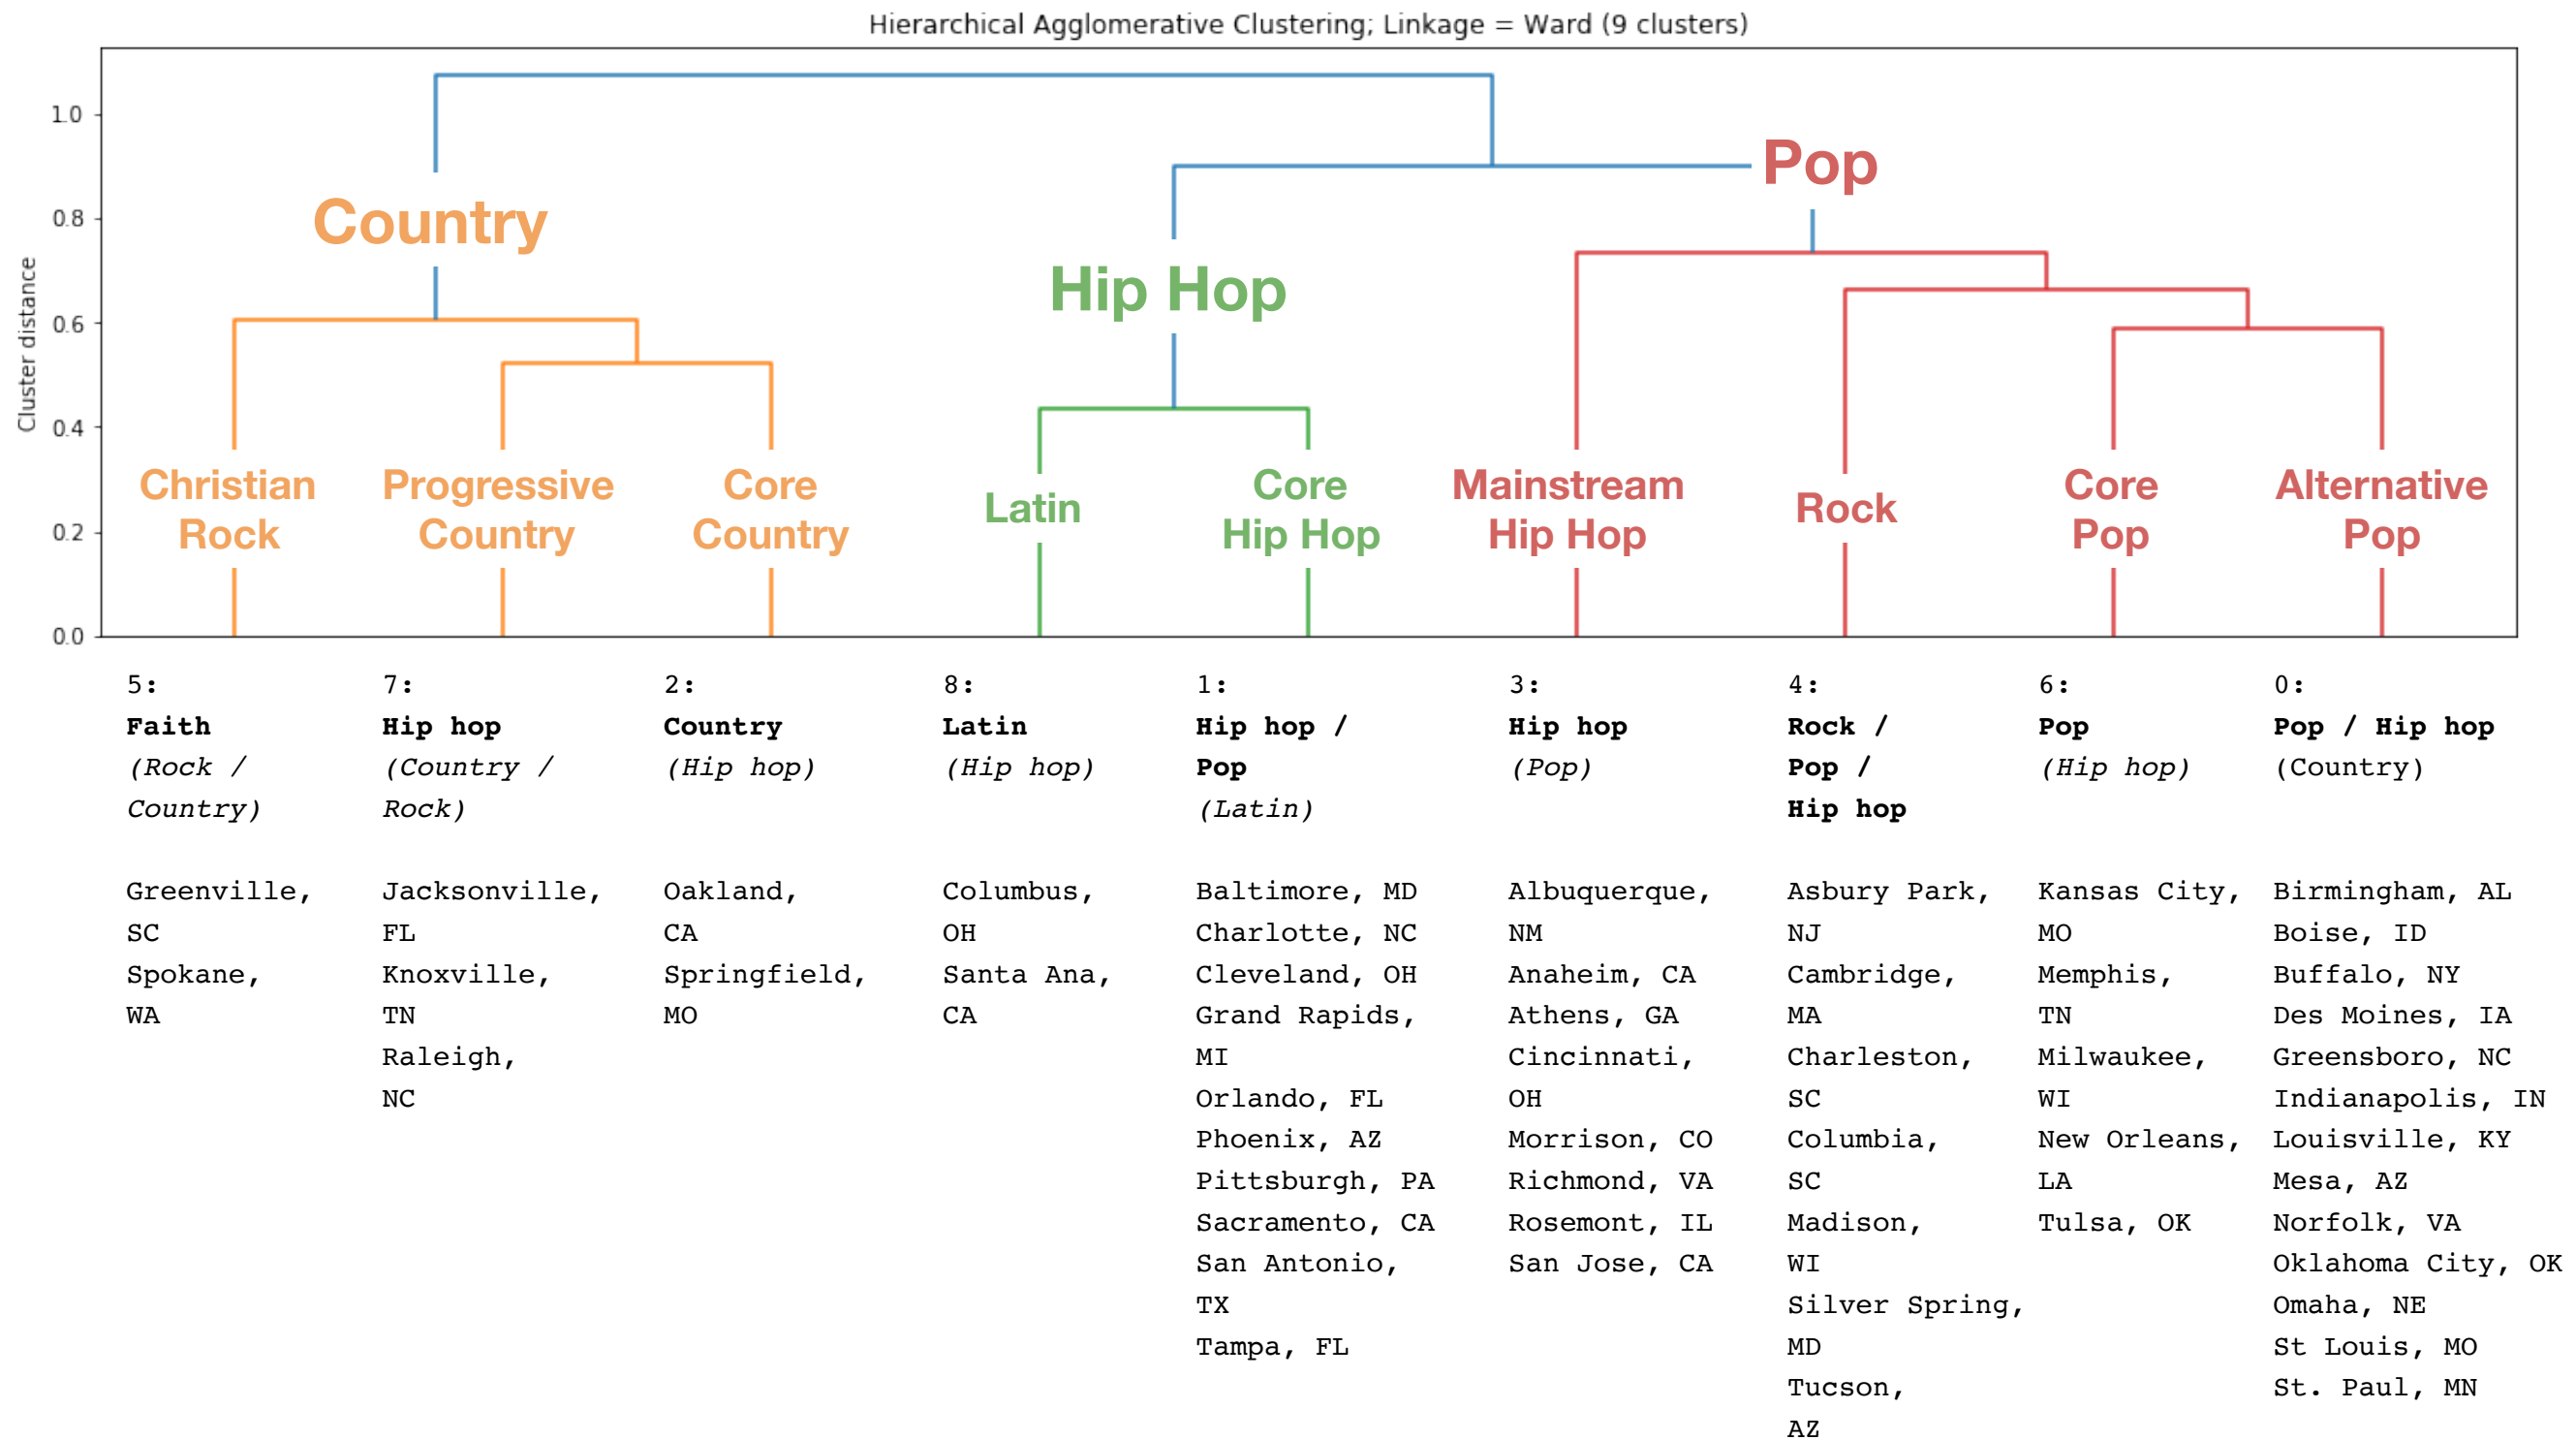 Hierarchical Agglomerative Clustering; Linkage = Ward (9 clusters)
Cluster distance
1.0
0.8
0.6
0.4
0.2
0.0
Country
Hip Hop
Pop
Christian
Rock
Progressive
Country
Core
Country
Latin
Core
Hip Hop
Mainstream
Hip Hop
Rock
Core
Pop
Alternative
Pop
5:
Faith
(Rock /
Country)
Greenville,
SC
Spokane,
WA
7:
Hip hop
(Country /
Rock)
Jacksonville,
FL
Knoxville,
TN
Raleigh,
NC
2:
Country
(Hip hop)
Oakland,
CA
Springfield,
MO
8:
Latin
(Hip hop)
Columbus,
OH
Santa Ana,
CA
1:
Hip hop /
Pop
(Latin)
Baltimore, MD
Charlotte, NC
Cleveland, OH
Grand Rapids,
MI
Orlando, FL
Phoenix, AZ
Pittsburgh, PA
Sacramento, CA
San Antonio,
TX
Tampa, FL
3:
Hip hop
(Pop)
Albuquerque,
NM
Anaheim, CA
Athens, GA
Cincinnati,
OH
Morrison, CO
Richmond, VA
Rosemont, IL
San Jose, CA
4:
Rock /
Pop /
Hip hop
Asbury Park,
NJ
Cambridge,
MA
Charleston,
SC
Columbia,
SC
Madison,
WI
Silver Spring,
MD
Tucson,
AZ
6:
Pop
(Hip hop)
Kansas City,
MO
Memphis,
TN
Milwaukee,
WI
New Orleans,
LA
Tulsa, OK
0:
Pop / Hip hop
(Country)
Birmingham, AL
Boise, ID
Buffalo, NY
Des Moines, IA
Greensboro, NC
Indianapolis, IN
Louisville, KY
Mesa, AZ
Norfolk, VA
Oklahoma City, OK
Omaha, NE
St Louis, MO
St. Paul, MN